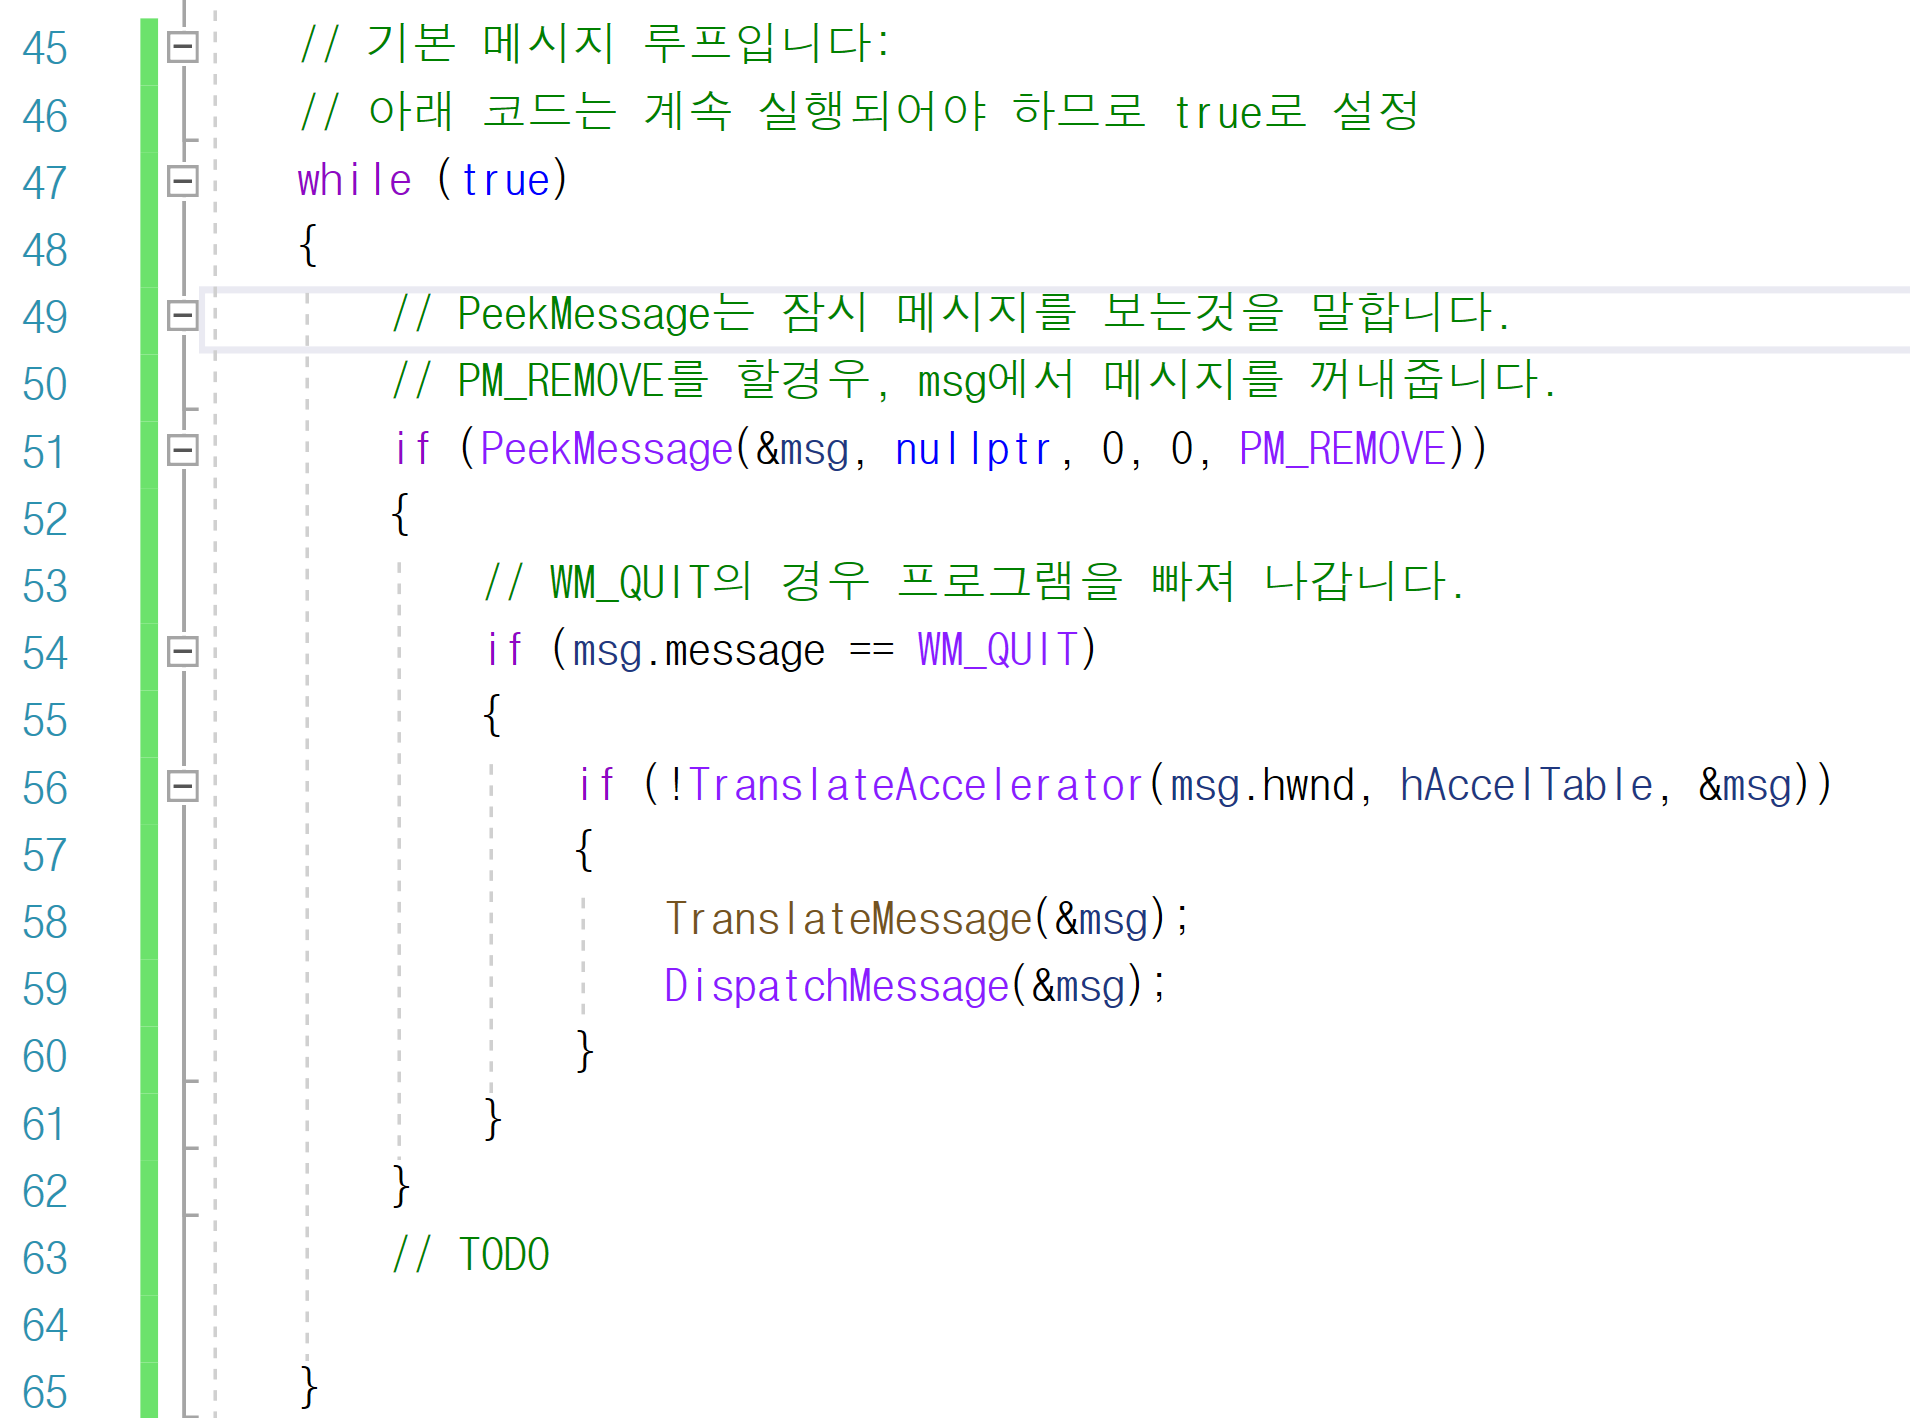 45 // 기본 메시지 루프입니다:
46 // 아래 코드는 계속 실행되어야 하므로 true로 설정
47 while (true)
48 {
49 // PeekMessage는 잠시 메시지를 보는것을 말합니다.
50 // PM_REMOVE를 할경우, msg에서 메시지를 꺼내줍니다.
51 if (PeekMessage(&msg, nullptr, 0, 0, PM_REMOVE))
52 {
53 // WM_QUIT의 경우 프로그램을 빠져 나갑니다.
54 if (msg.message == WM_QUIT)
55 {
56 if (!TranslateAccelerator(msg.hwnd, hAccelTable, &msg))
57 {
58 TranslateMessage(&msg);
59 DispatchMessage(&msg);
60 }
61 }
62 }
63 // TODO
64
65 }